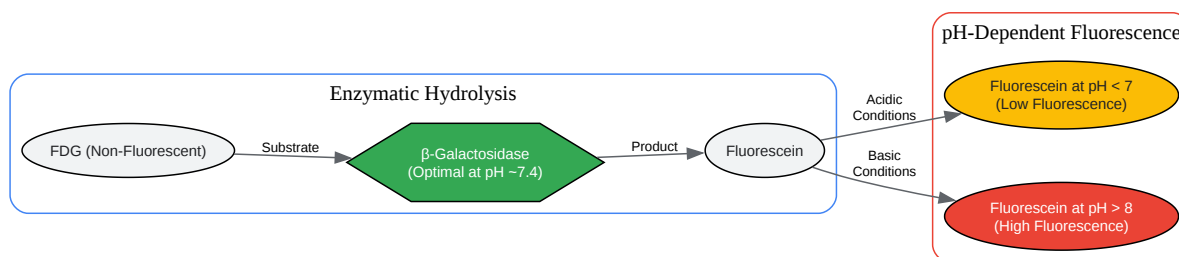 pH-Dependent Fluorescence
Enzymatic Hydrolysis
FDG (Non-Fluorescent)
Substrate
β-Galactosidase
(Optimal at pH ~7.4)
Product
Fluorescein
Acidic
Conditions
Basic
Conditions
Fluorescein at pH < 7
(Low Fluorescence)
Fluorescein at pH > 8
(High Fluorescence)